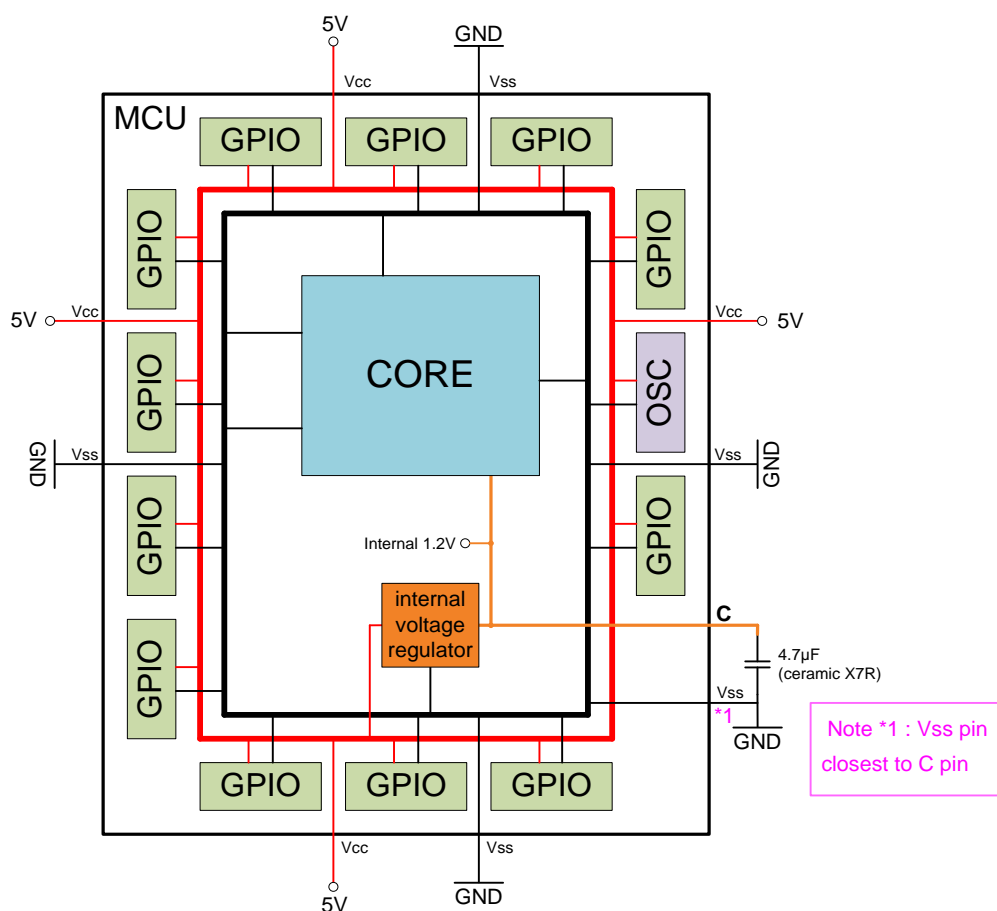 5V
GND
Vcc
Vss
MCU
GPIO
GPIO
GPIO
GPIO
GPIO
Vcc
Vcc
5V
5V
CORE
GPIO
OSC
Vss
Vss
GND
GND
GPIO
GPIO
Internal 1.2V
internal
voltage
regulator
C
4.7µF
(ceramic X7R)
GPIO
Vss
*1
GND
Note *1 : Vss pin
closest to C pin
GPIO
GPIO
GPIO
Vcc
Vss
5V
GND